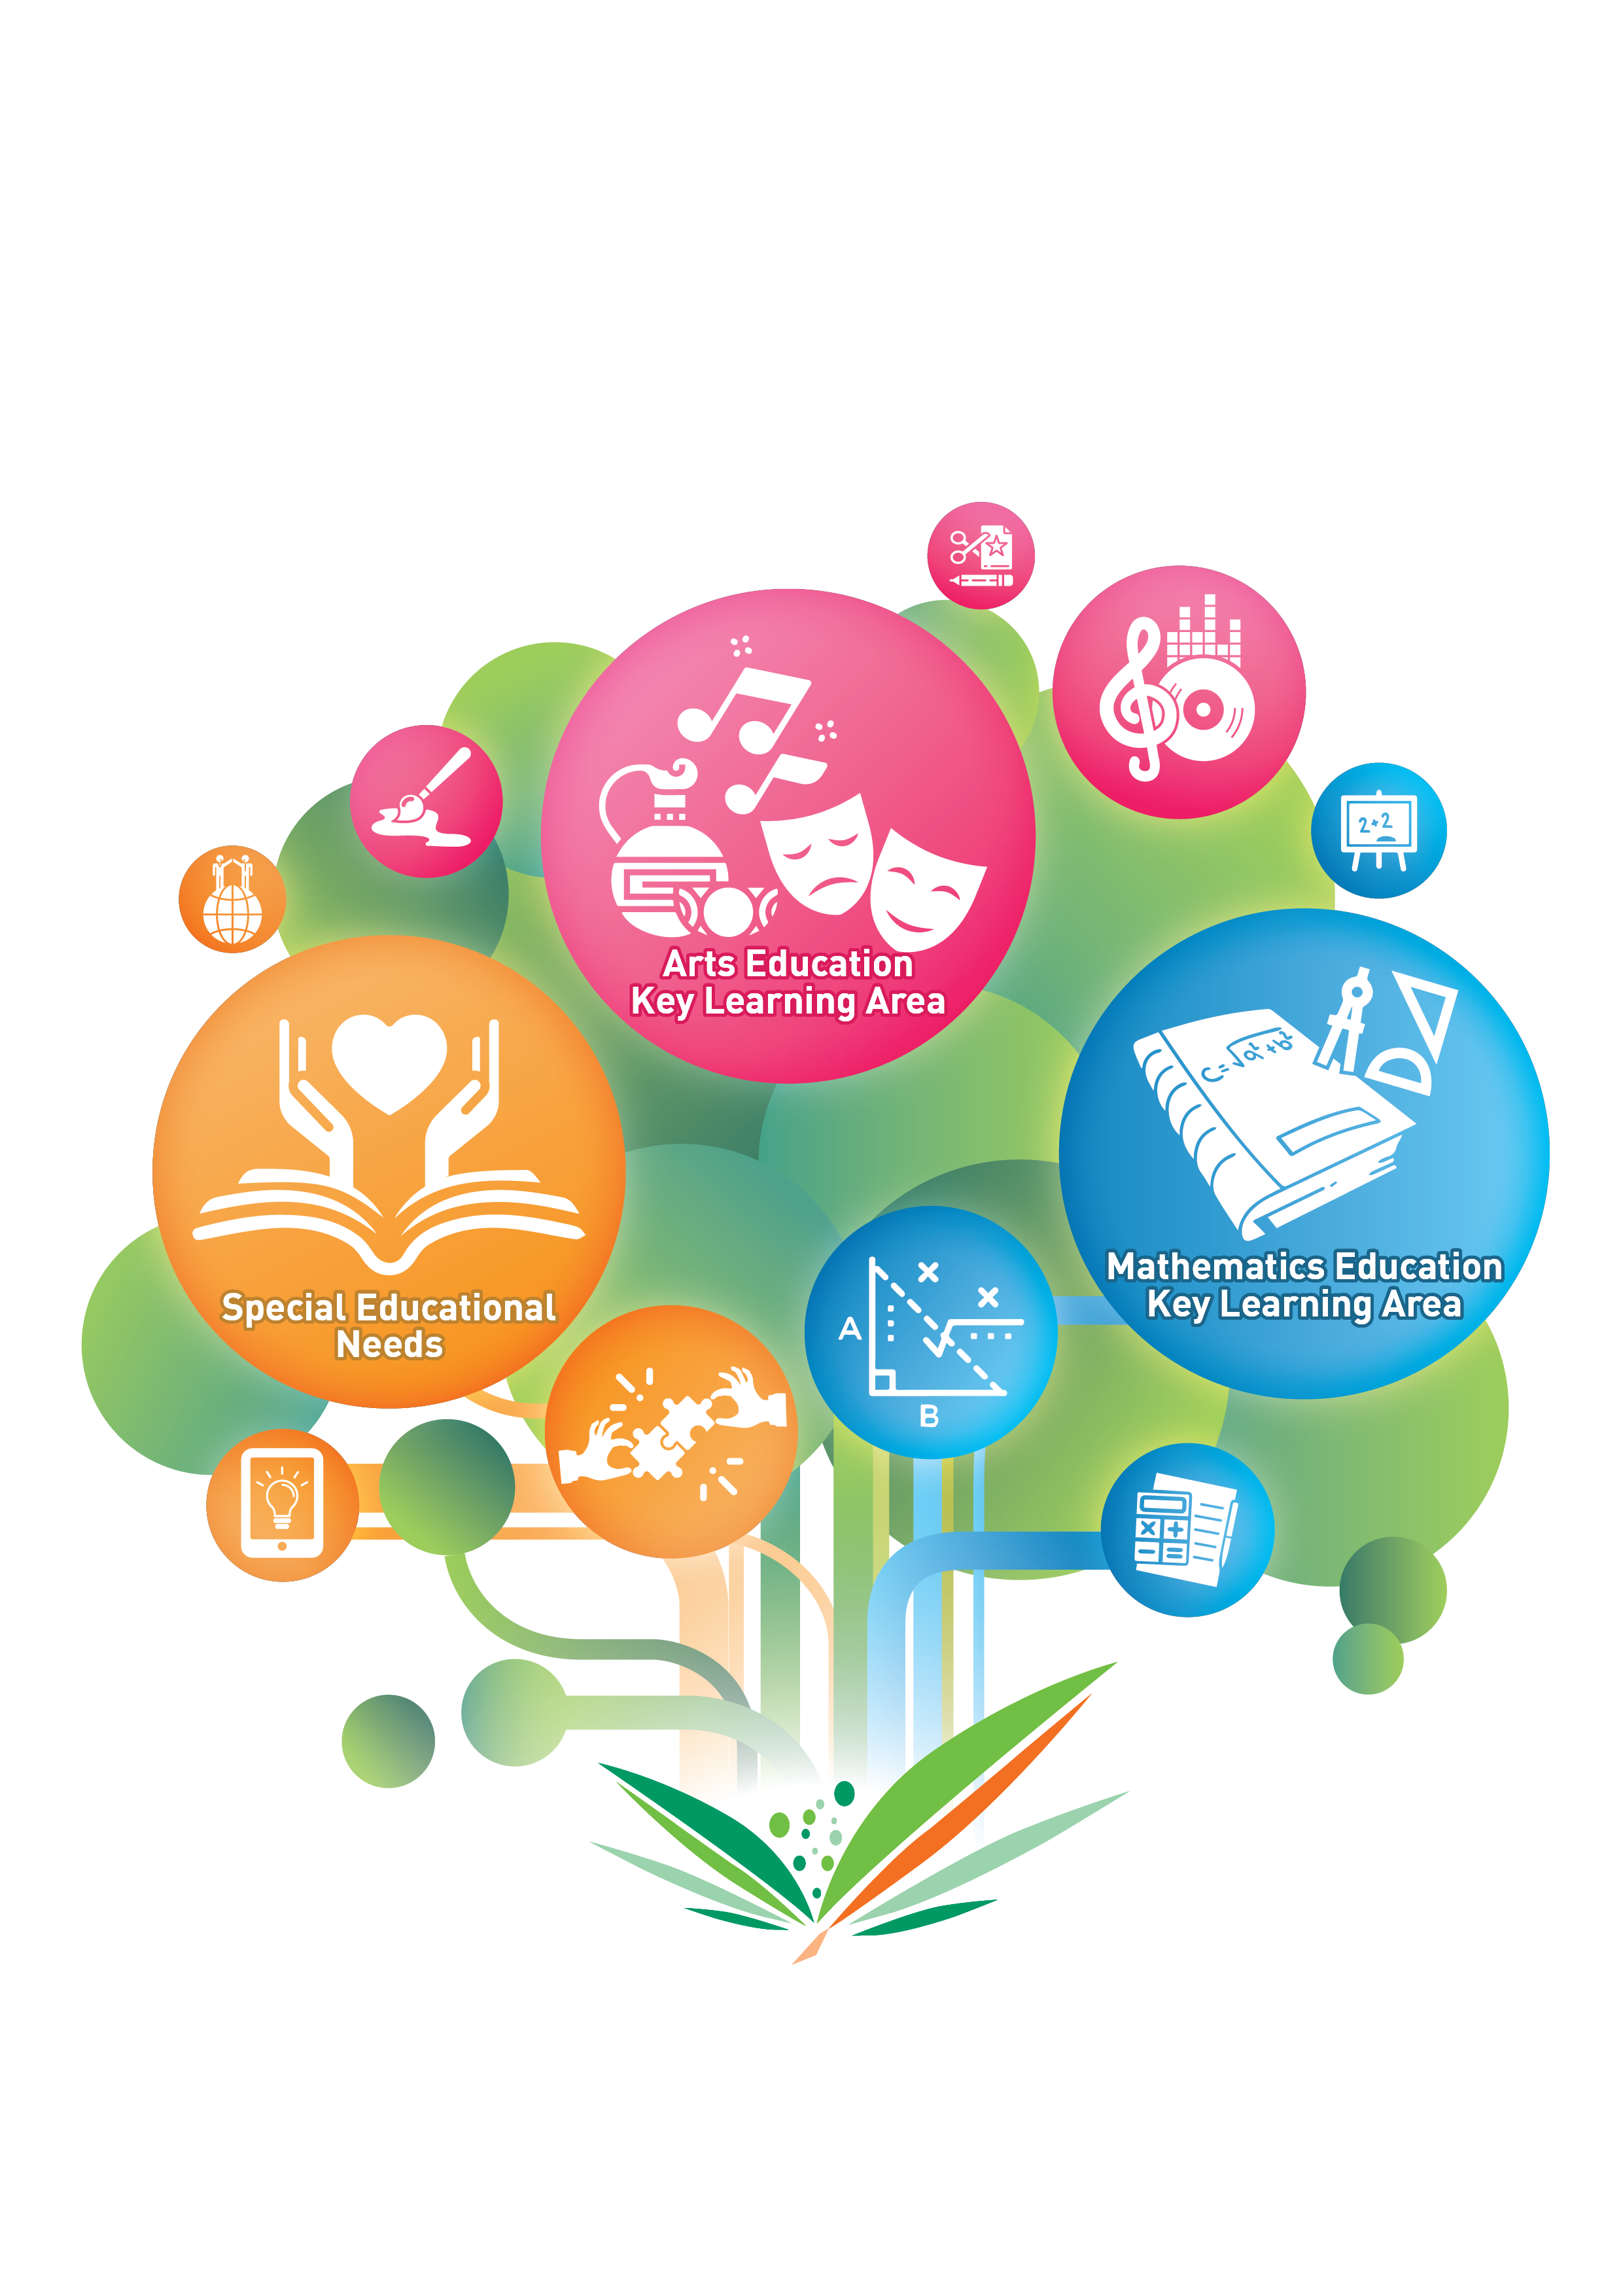 2+2
Arts Education
Key Learning Area
C=√a²+b²
Mathematics Education
Key Learning Area
Special Educational
Needs
A
B